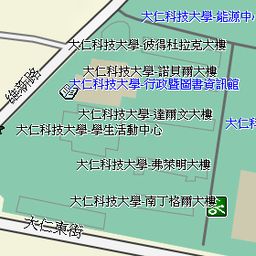 大仁科技大學-能源中
大仁科技大學-彼得杜拉克大樓
大仁科技大學-諾貝爾大樓
大仁科技大學-行政暨圖書資訊館
大仁科技大學-達爾文大樓
大仁
大仁科技大學-學生活動中心
大仁科技大學-弗萊明大樓
大仁科技大學-南丁格爾大樓
大仁東街